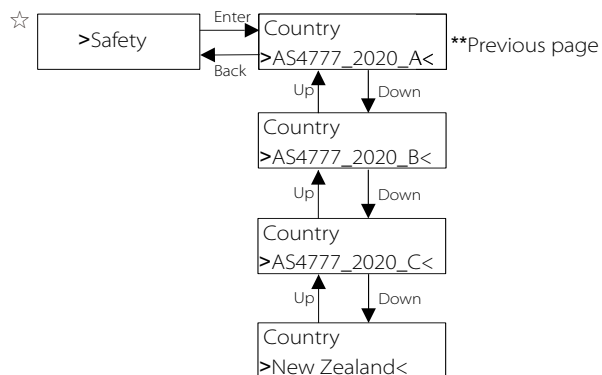 ☆
>Safety
Enter
Back
Country
>AS4777_2020_A<
**Previous page
Up
Down
Country
>AS4777_2020_B<
Up
Down
Country
>AS4777_2020_C<
Up
Down
Country
>New Zealand<